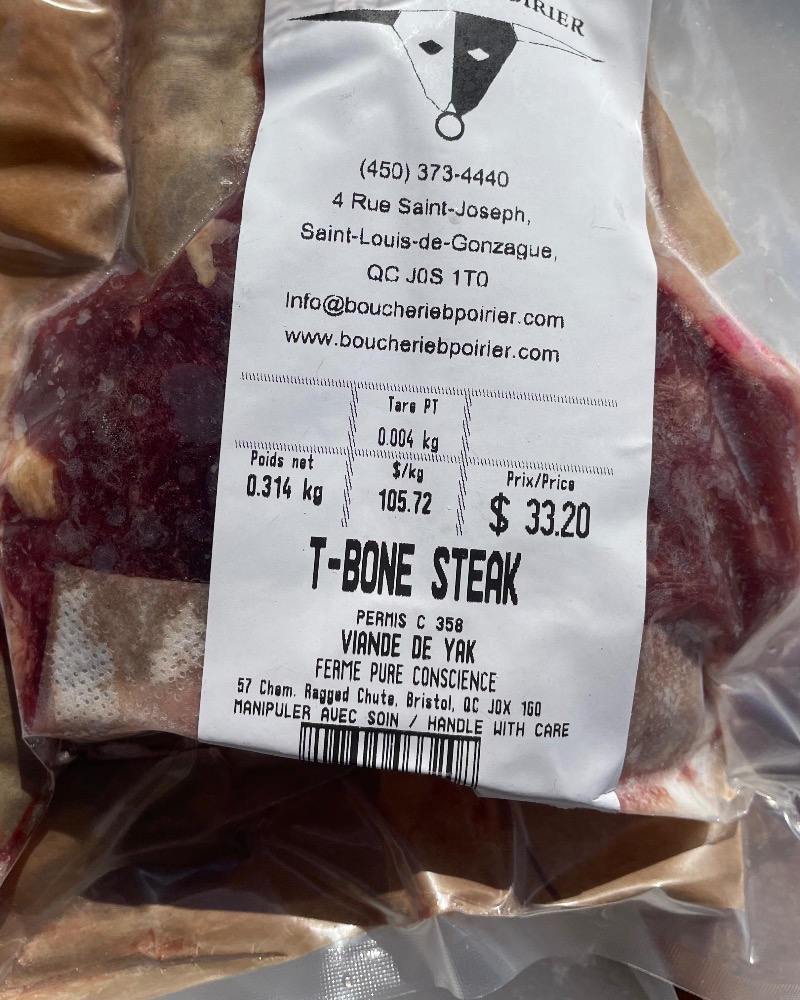 (450) 373-4440
4 Rue Saint-Joseph,
Saint-Louis-de-Gonzague,
QC J0S 1T0
Info@boucheriebpoirier.com
www.boucheriebpoirier.com
Tare PT
0.004 kg
Poids net $/kg Prix/Price
0.314 kg 105.72 $ 33.20
T-BONE STEAK
PERMIS C 358
VIANDE DE YAK
FERME PURE CONSCIENCE
57 Chem. Ragged Chute, Bristol, QC J0X 1G0
MANIPULER AVEC SOIN / HANDLE WITH CARE